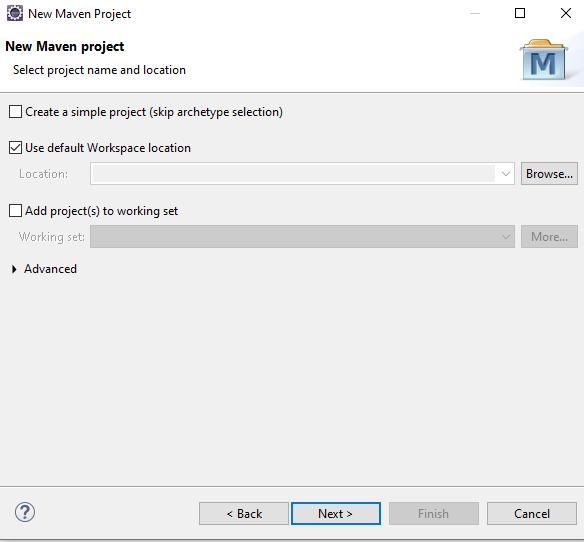 New Maven Project
New Maven project
Select project name and location
M
Create a simple project (skip archetype selection)
Use default Workspace location
Location:
Browse...
Add project(s) to working set
Working set:
More...
Advanced
?
< Back
Next >
Finish
Cancel